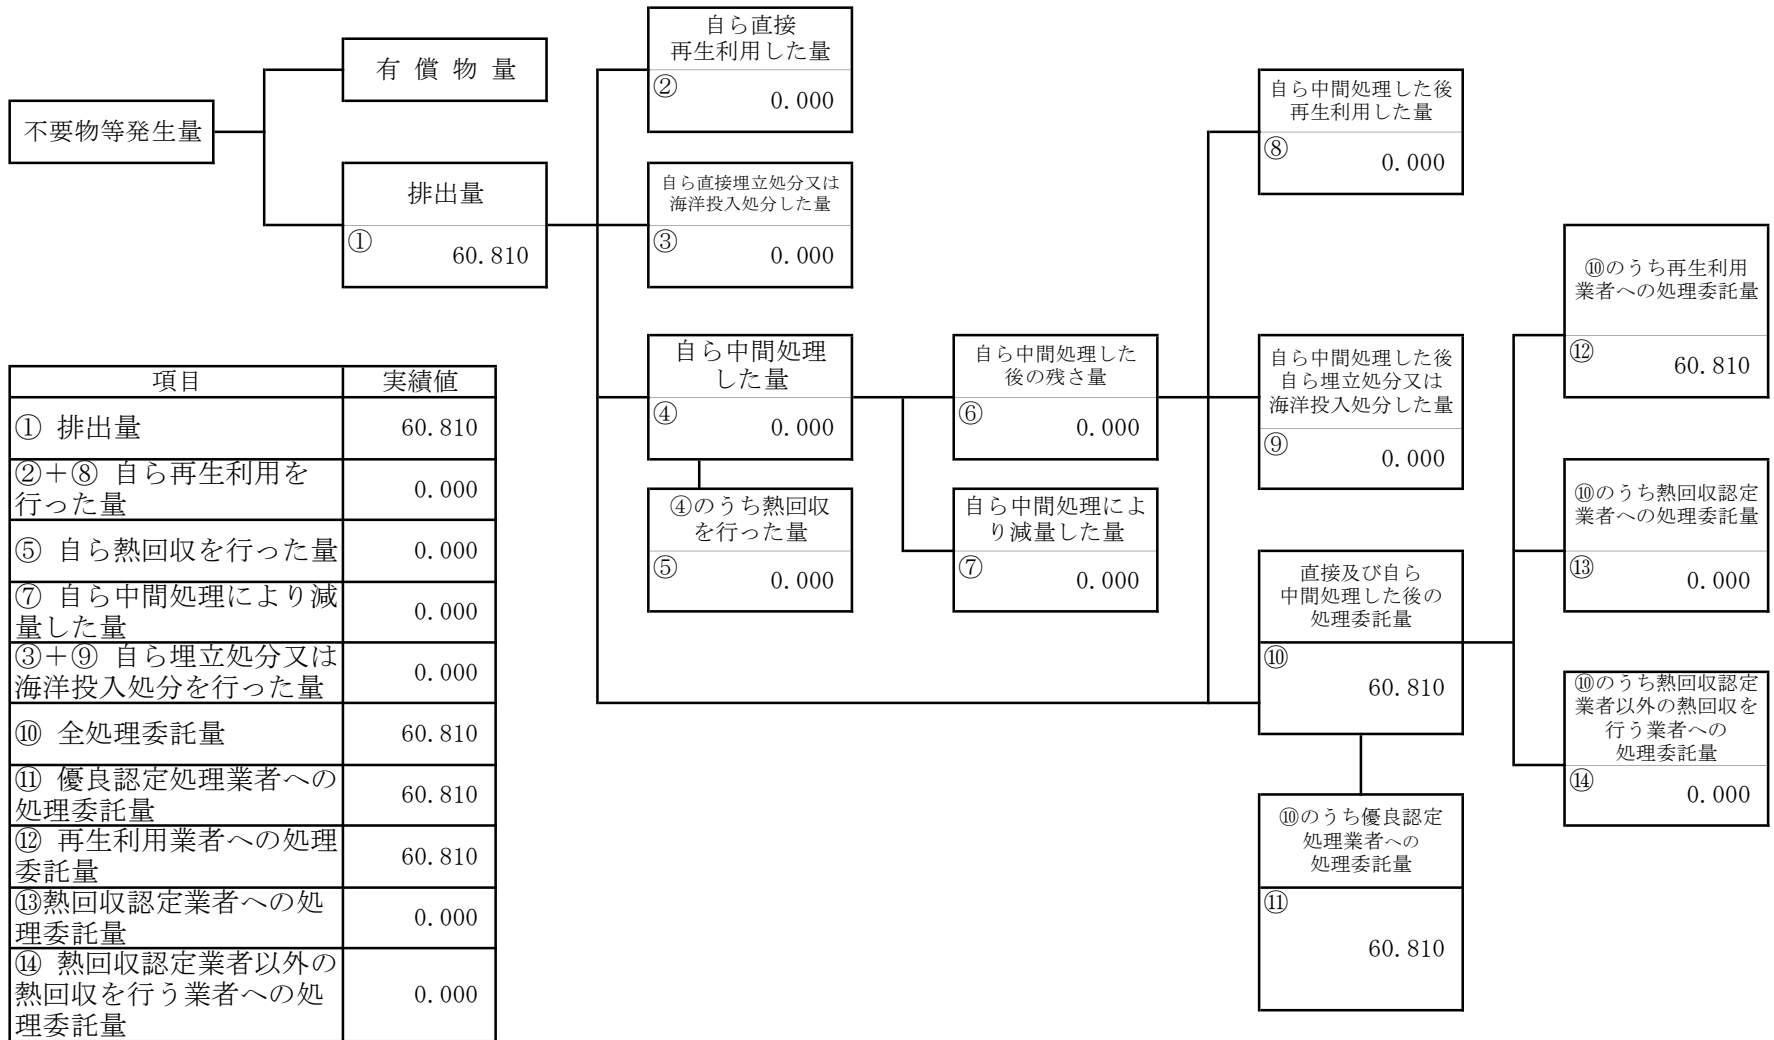 不要物等発生量
有償物量
排出量
①
60.810
自ら直接
再生利用した量
②
0.000
自ら直接埋立処分又は
海洋投入処分した量
③
0.000
自ら中間処理
した量
④
0.000
④のうち熱回収
を行った量
⑤
0.000
自ら中間処理した
後の残さ量
⑥
0.000
自ら中間処理によ
り減量した量
⑦
0.000
自ら中間処理した後
再生利用した量
⑧
0.000
自ら中間処理した後
自ら埋立処分又は
海洋投入処分した量
⑨
0.000
直接及び自ら
中間処理した後の
処理委託量
⑩
60.810
⑩のうち優良認定
処理業者への
処理委託量
⑪
60.810
⑩のうち再生利用
業者への処理委託量
⑫
60.810
⑩のうち熱回収認定
業者への処理委託量
⑬
0.000
⑩のうち熱回収認定
業者以外の熱回収を
行う業者への
処理委託量
⑭
0.000
項目 実績値
① 排出量 60.810
②＋⑧ 自ら再生利用を
行った量 0.000
⑤ 自ら熱回収を行った量 0.000
⑦ 自ら中間処理により減
量した量 0.000
③＋⑨ 自ら埋立処分又は
海洋投入処分を行った量 0.000
⑩ 全処理委託量 60.810
⑪ 優良認定処理業者への
処理委託量 60.810
⑫ 再生利用業者への処理
委託量 60.810
⑬熱回収認定業者への処
理委託量 0.000
⑭ 熱回収認定業者以外の
熱回収を行う業者への処
理委託量 0.000